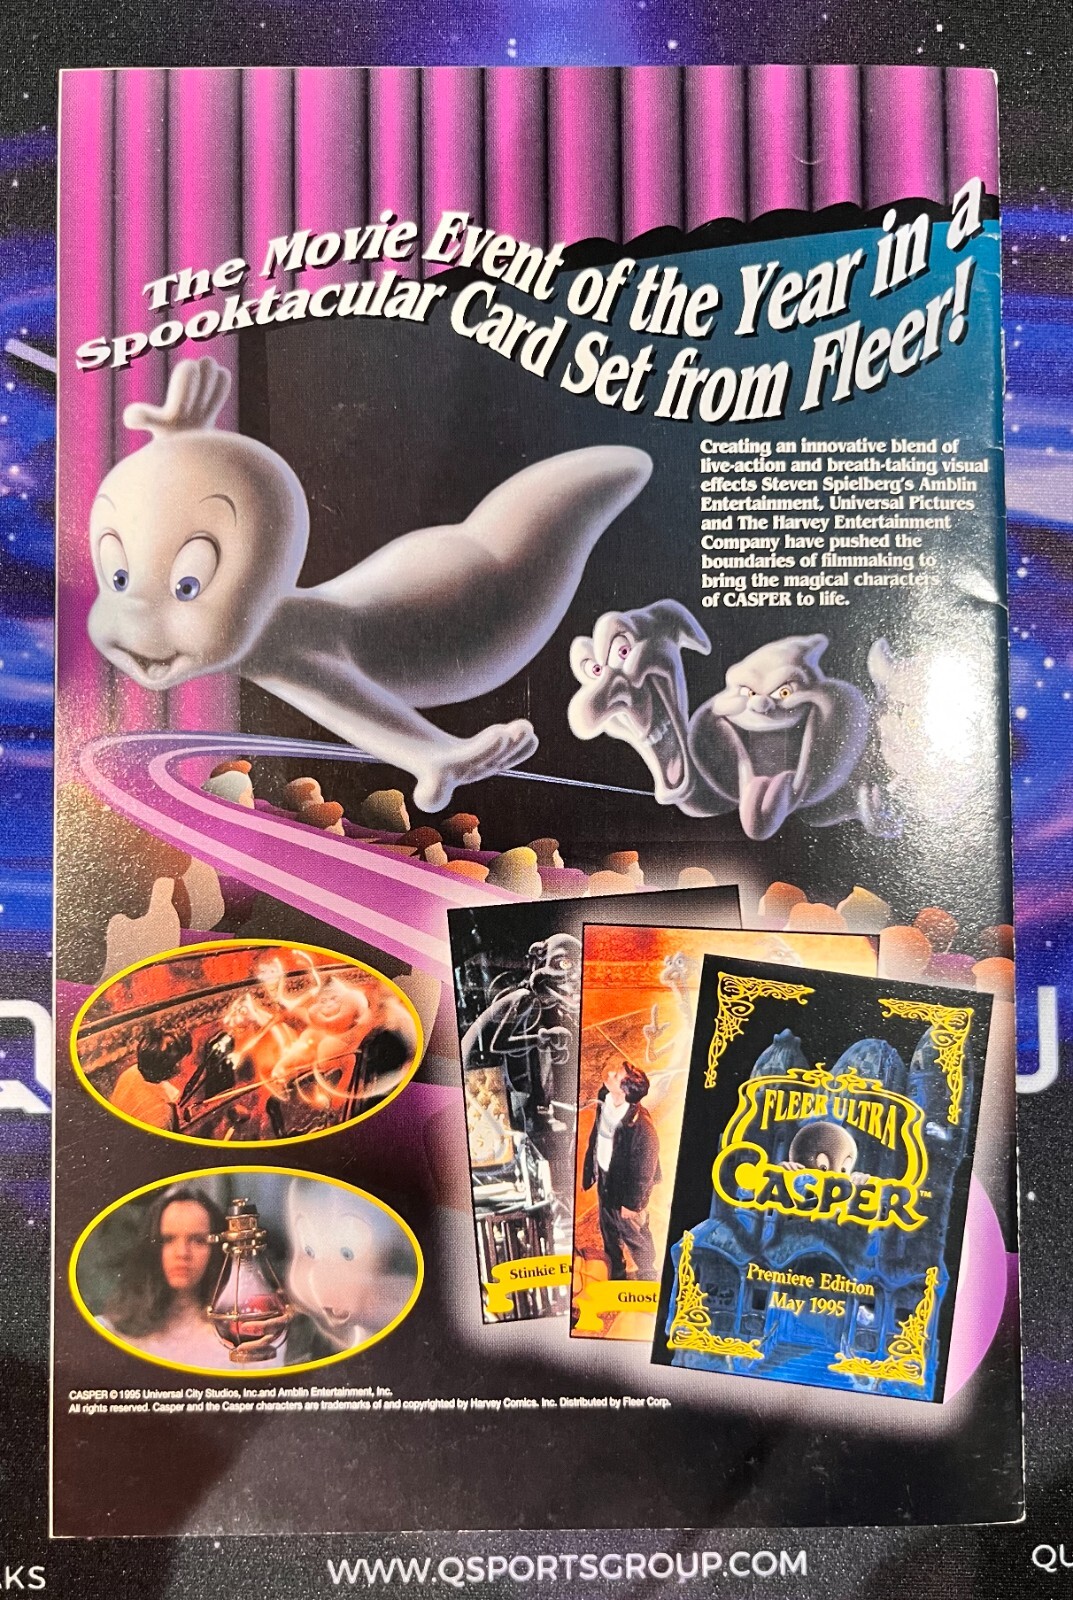 The Movie Event of the Year in a
Spooktacular Card Set from Fleer!
Creating an innovative blend of
live-action and breath-taking visual
effects Steven Spielberg's Amblin
Entertainment, Universal Pictures
and The Harvey Entertainment
Company have pushed the
boundaries of filmmaking to
bring the magical characters
of CASPER to life.
FLEER ULTRA
CASPER™
Premiere Edition
May 1995
Stinkie
Ghost
CASPER © 1995 Universal City Studios, Inc.and Amblin Entertainment, Inc.
All rights reserved. Casper and the Casper characters are trademarks of and copyrighted by Harvey Comics, Inc. Distributed by Fleer Corp.
WWW.QSPORTSGROUP.COM